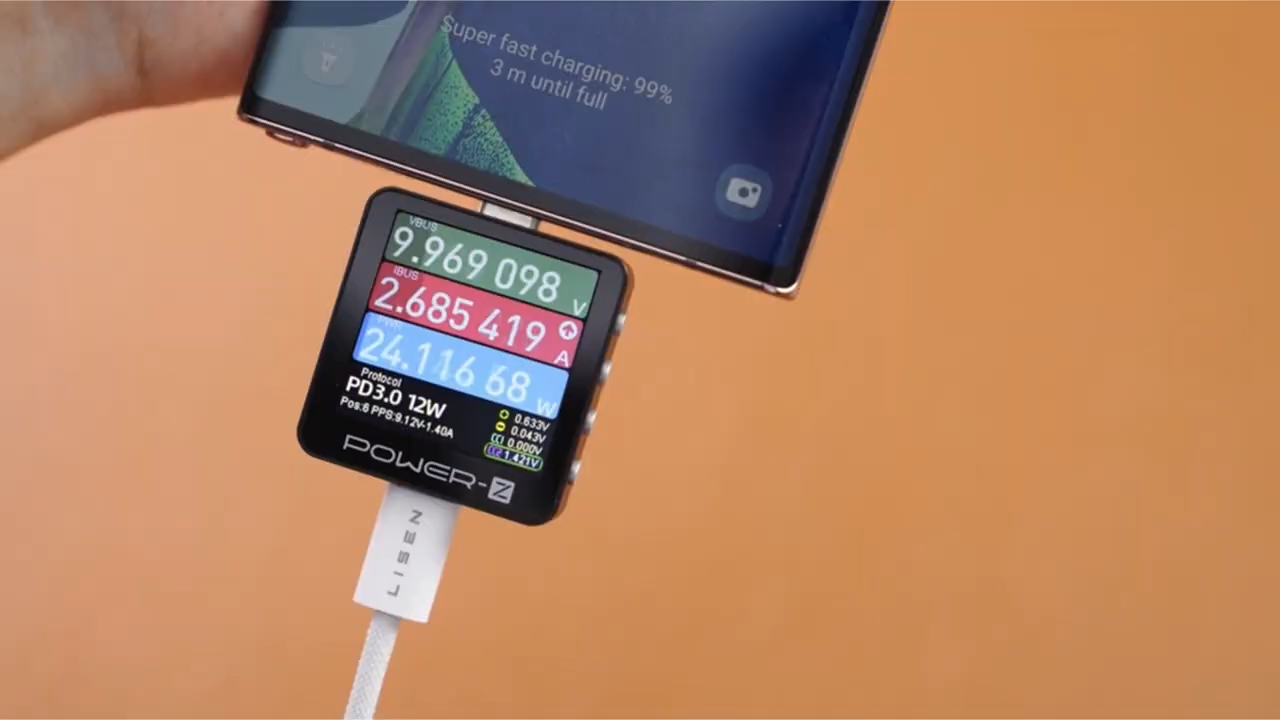 Super fast charging: 99%
3 m until full
VBUS
9.969 098 V
IBUS
2.685 419 A
PWR
24.116 68 W
Protocol
PD3.0 12W
Pos:6 PPS:9.12V-1.40A
0.633V
0.043V
CC1 0.000V
CC2 1.421V
POWER-Z
LISEN